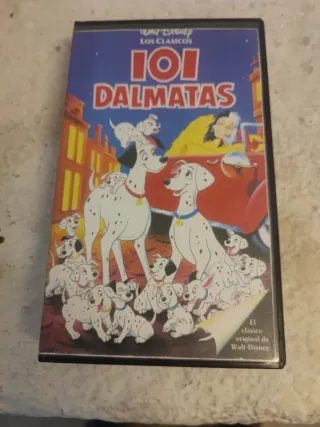 Walt Disney
LOS CLASICOS
101
DALMATAS
El
clásico
original de
Walt Disney